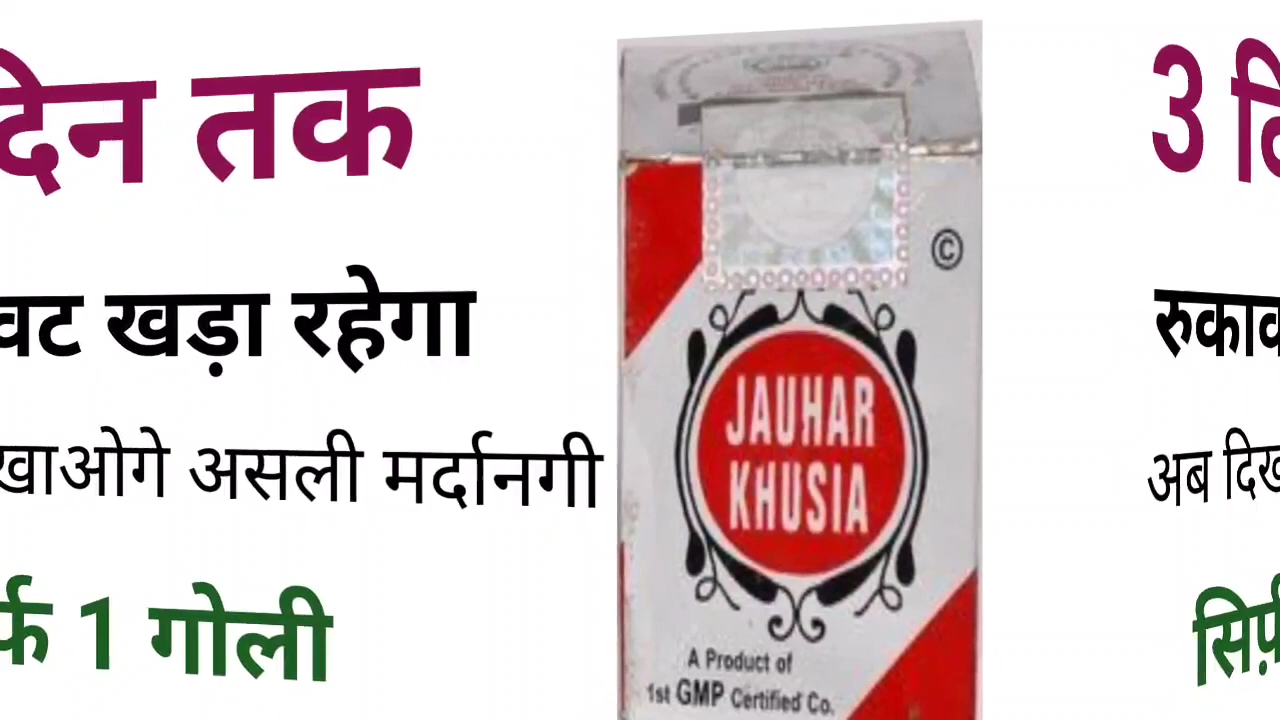 दिन तक
वट खड़ा रहेगा
खाओगे असली मर्दानगी
र्फ 1 गोली
©
JAUHAR
KHUSIA
A Product of
1st GMP Certified Co.
3 दि
रुकाव
अब दिख
सिर्फ़